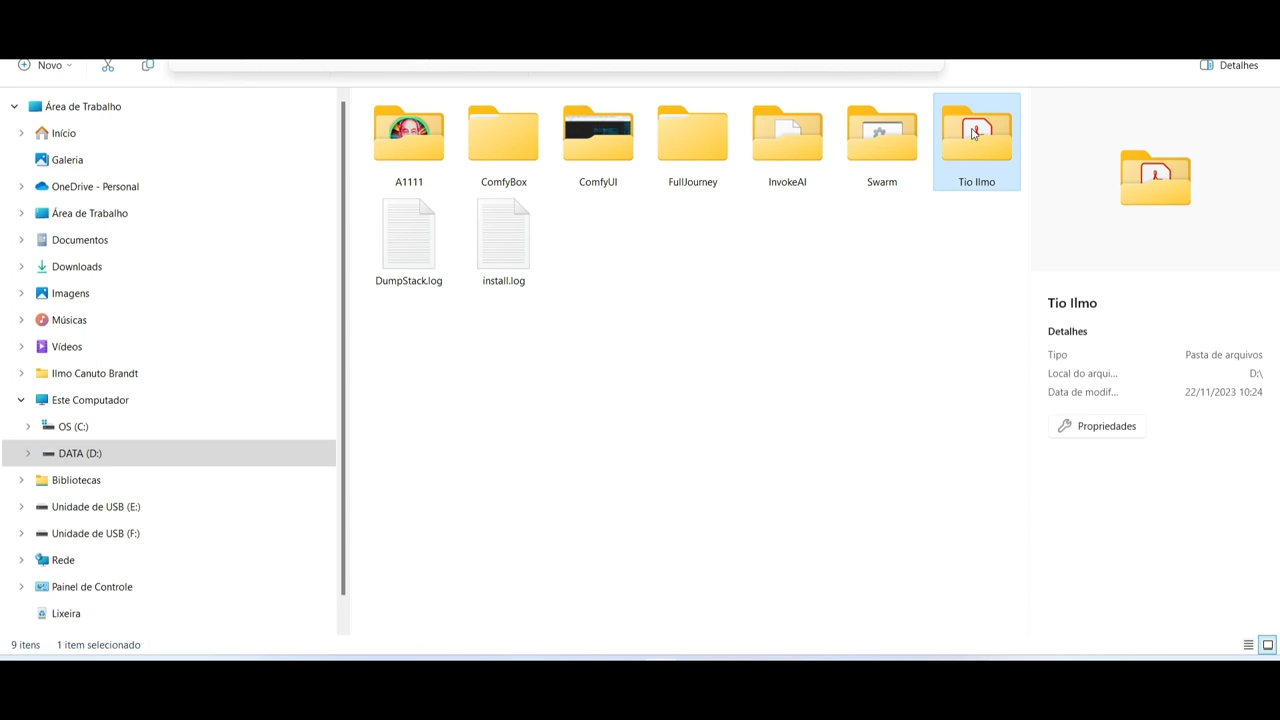 Novo
Detalhes
Área de Trabalho
Início
Galeria
OneDrive - Personal
Área de Trabalho
Documentos
Downloads
Imagens
Músicas
Vídeos
Ilmo Canuto Brandt
Este Computador
OS (C:)
DATA (D:)
Bibliotecas
Unidade de USB (E:)
Unidade de USB (F:)
Rede
Painel de Controle
Lixeira
A1111
ComfyBox
ComfyUI
FullJourney
InvokeAI
Swarm
Tio Ilmo
DumpStack.log
install.log
Tio Ilmo
Detalhes
Tipo Pasta de arquivos
Local do arqui... D:\
Data de modif... 22/11/2023 10:24
Propriedades
9 itens 1 item selecionado